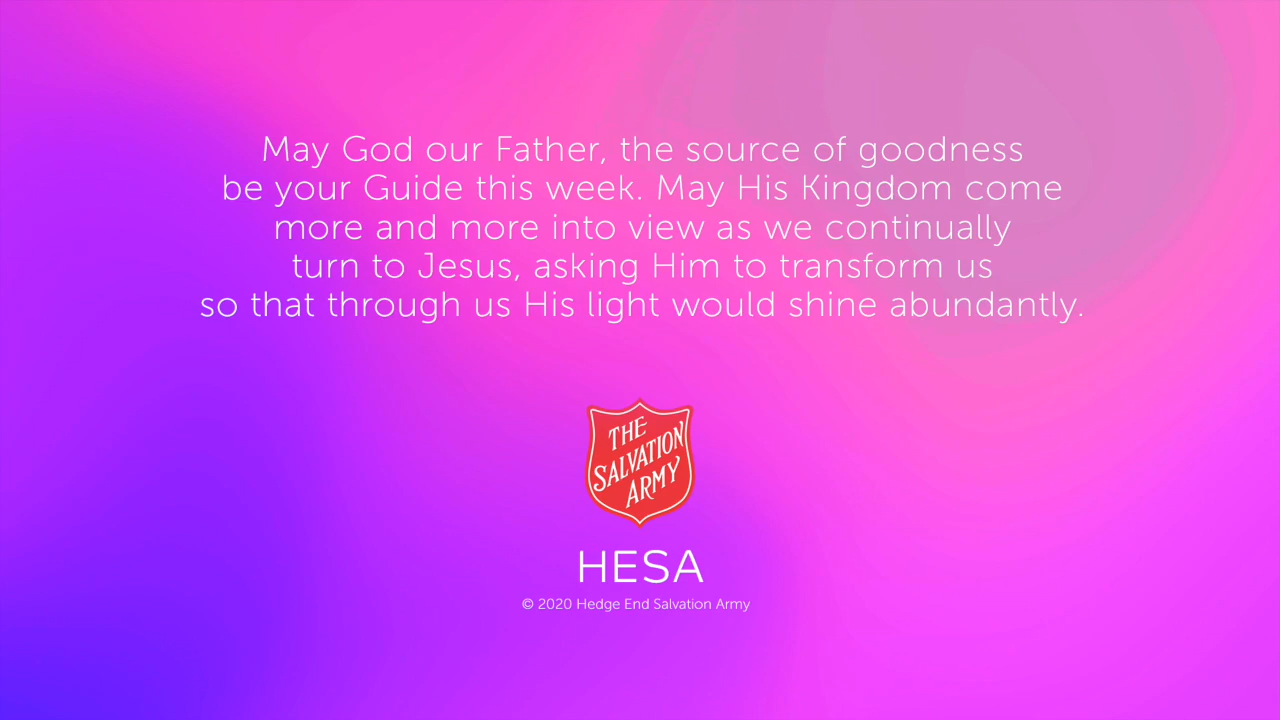 May God our Father, the source of goodness
be your Guide this week. May His Kingdom come
more and more into view as we continually
turn to Jesus, asking Him to transform us
so that through us His light would shine abundantly.
THE
SALVATION
ARMY
HESA
© 2020 Hedge End Salvation Army